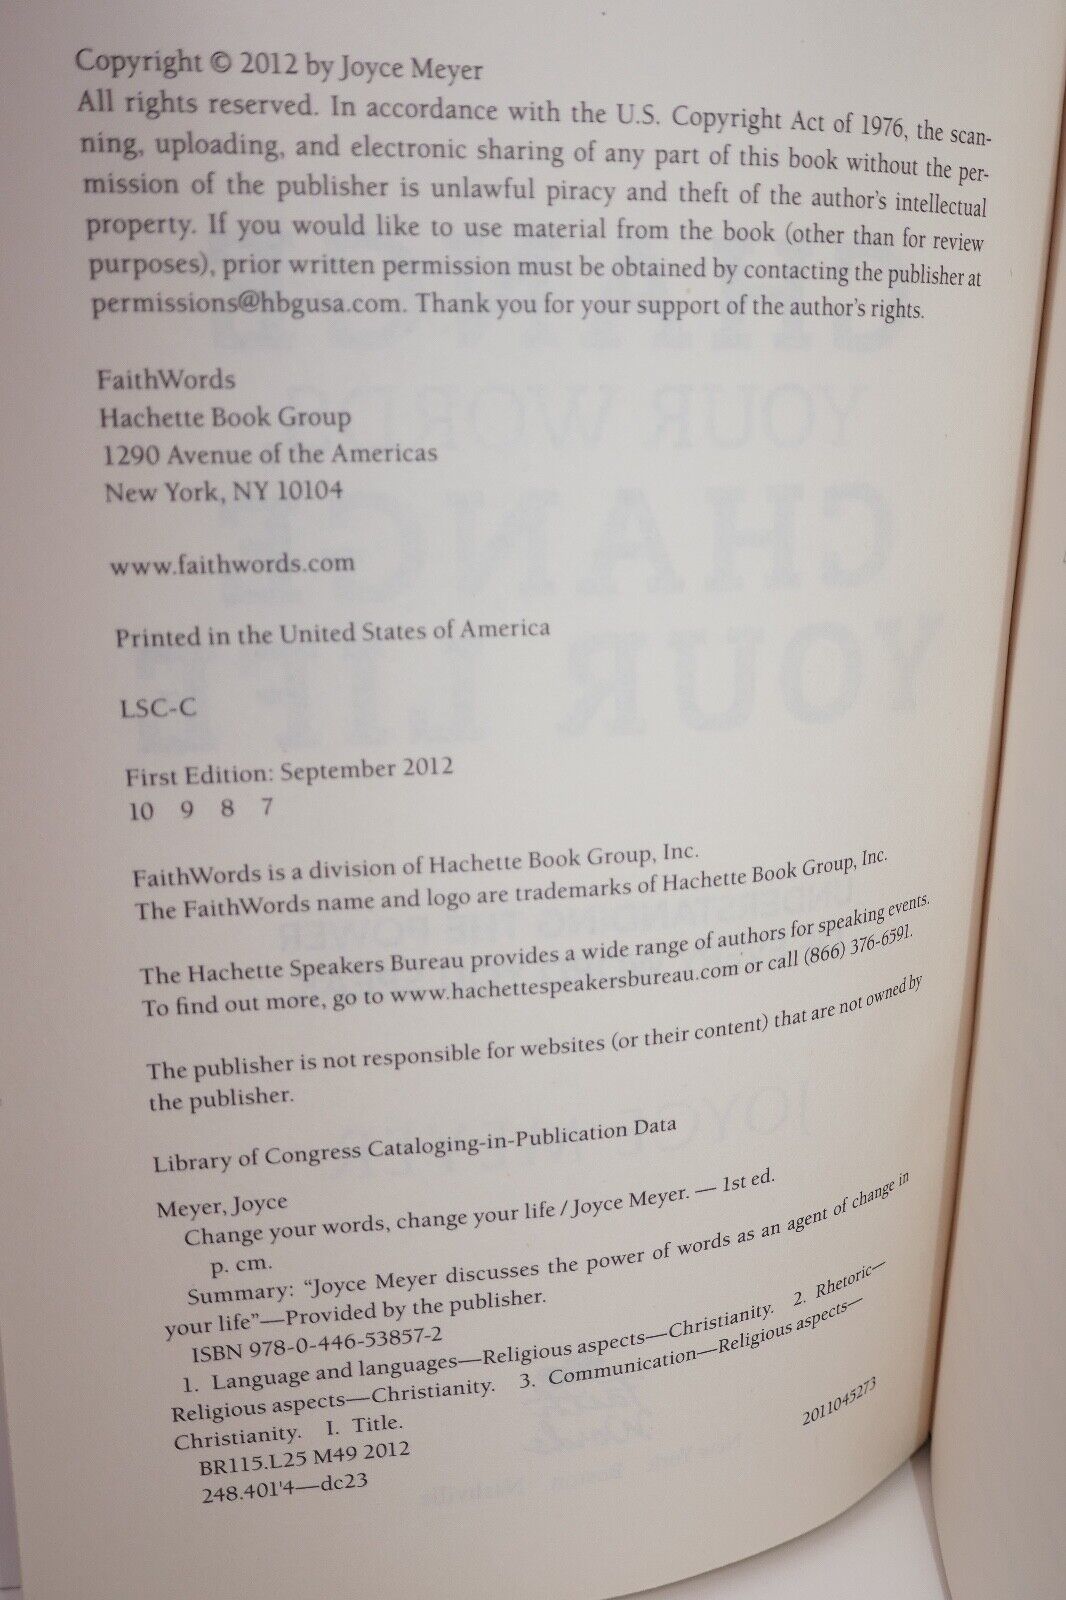 Copyright © 2012 by Joyce Meyer
All rights reserved. In accordance with the U.S. Copyright Act of 1976, the scan-
ning, uploading, and electronic sharing of any part of this book without the per-
mission of the publisher is unlawful piracy and theft of the author's intellectual
property. If you would like to use material from the book (other than for review
purposes), prior written permission must be obtained by contacting the publisher at
permissions@hbgusa.com. Thank you for your support of the author's rights.
FaithWords
Hachette Book Group
1290 Avenue of the Americas
New York, NY 10104
www.faithwords.com
Printed in the United States of America
LSC-C
First Edition: September 2012
10 9 8 7
FaithWords is a division of Hachette Book Group, Inc.
The FaithWords name and logo are trademarks of Hachette Book Group, Inc.
The Hachette Speakers Bureau provides a wide range of authors for speaking events.
To find out more, go to www.hachettespeakersbureau.com or call (866) 376-6591.
The publisher is not responsible for websites (or their content) that are not owned by
the publisher.
Library of Congress Cataloging-in-Publication Data
Meyer, Joyce
Change your words, change your life / Joyce Meyer. — 1st ed.
p. cm.
Summary: "Joyce Meyer discusses the power of words as an agent of change in
your life"—Provided by the publisher.
ISBN 978-0-446-53857-2
1. Language and languages—Religious aspects—Christianity. 2. Rhetoric—
Religious aspects—Christianity. 3. Communication—Religious aspects—
Christianity. I. Title.
BR115.L25 M49 2012
248.401'4—dc23
2011045273